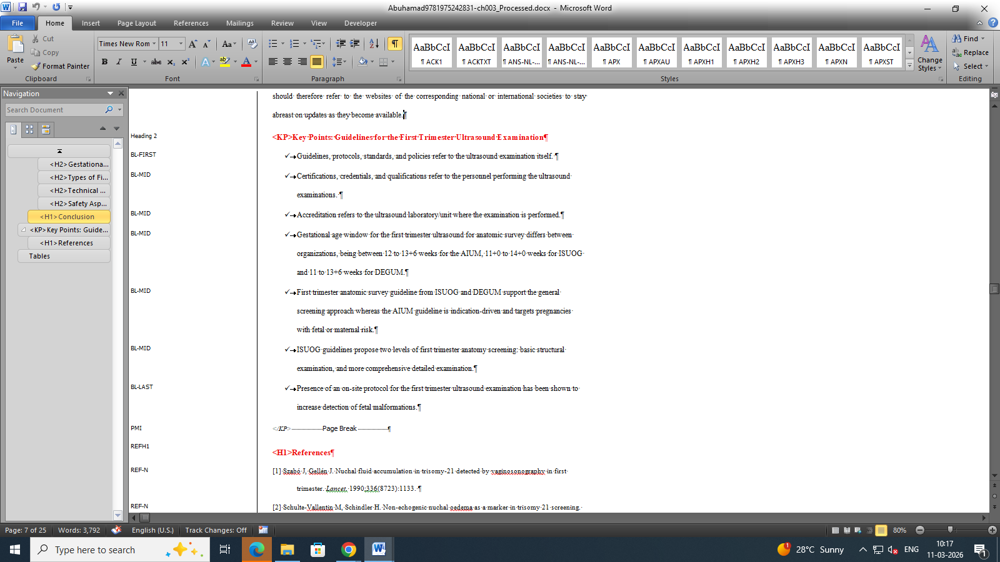 Abuhamad9781975242831-ch003_Processed.docx - Microsoft Word
File Home Insert Page Layout References Mailings Review View Developer
Paste
Cut
Copy
Format Painter
Clipboard
Times New Rom 11
Font
Paragraph
AaBbCcI AaBbCcI AaBbCcI AaBbCcI AaBbCcI AaBbCcI AaBbCcI AaBbCcI AaBbCcI AaBbCcI AaBbCcI
¶ ACK1 ¶ ACKTXT ¶ ANS-NL-... ¶ ANS-NL-... ¶ APX ¶ APXAU ¶ APXH1 ¶ APXH2 ¶ APXH3 ¶ APXN ¶ APXST
Styles
Change
Styles
Find
Replace
Select
Editing
Navigation
Search Document
<H2>Gestationa...
<H2>Types of Fi...
<H2>Technical ...
<H2>Safety Asp...
<H1>Conclusion
<KP>Key Points: Guide...
<H1>References
Tables
should therefore refer to the websites of the corresponding national or international societies to stay
abreast on updates as they become available.¶
Heading 2 <KP>Key Points: Guidelines for the First Trimester Ultrasound Examination¶
BL-FIRST ✓→Guidelines, protocols, standards, and policies refer to the ultrasound examination itself. ¶
BL-MID ✓→Certifications, credentials, and qualifications refer to the personnel performing the ultrasound
examinations. ¶
BL-MID ✓→Accreditation refers to the ultrasound laboratory/unit where the examination is performed.¶
BL-MID ✓→Gestational age window for the first trimester ultrasound for anatomic survey differs between
organizations, being between 12 to 13+6 weeks for the AIUM, 11+0 to 14+0 weeks for ISUOG
and 11 to 13+6 weeks for DEGUM.¶
BL-MID ✓→First trimester anatomic survey guideline from ISUOG and DEGUM support the general
screening approach whereas the AIUM guideline is indication-driven and targets pregnancies
with fetal or maternal risk.¶
BL-MID ✓→ISUOG guidelines propose two levels of first trimester anatomy screening: basic structural
examination, and more comprehensive detailed examination.¶
BL-LAST ✓→Presence of an on-site protocol for the first trimester ultrasound examination has been shown to
increase detection of fetal malformations.¶
PMI </KP> Page Break ¶
REFH1 <H1>References¶
REF-N [1] Szabó J, Gellén J. Nuchal fluid accumulation in trisomy-21 detected by vaginosonography in first
trimester. Lancet. 1990;336(8723):1133. ¶
REF-N [2] Schulte-Vallentin M, Schindler H. Non-echogenic nuchal oedema as a marker in trisomy 21 screening.
Page: 7 of 25 Words: 3,792 English (U.S.) Track Changes: Off 80%
Type here to search
28°C Sunny
ENG
10:17
11-03-2026
1